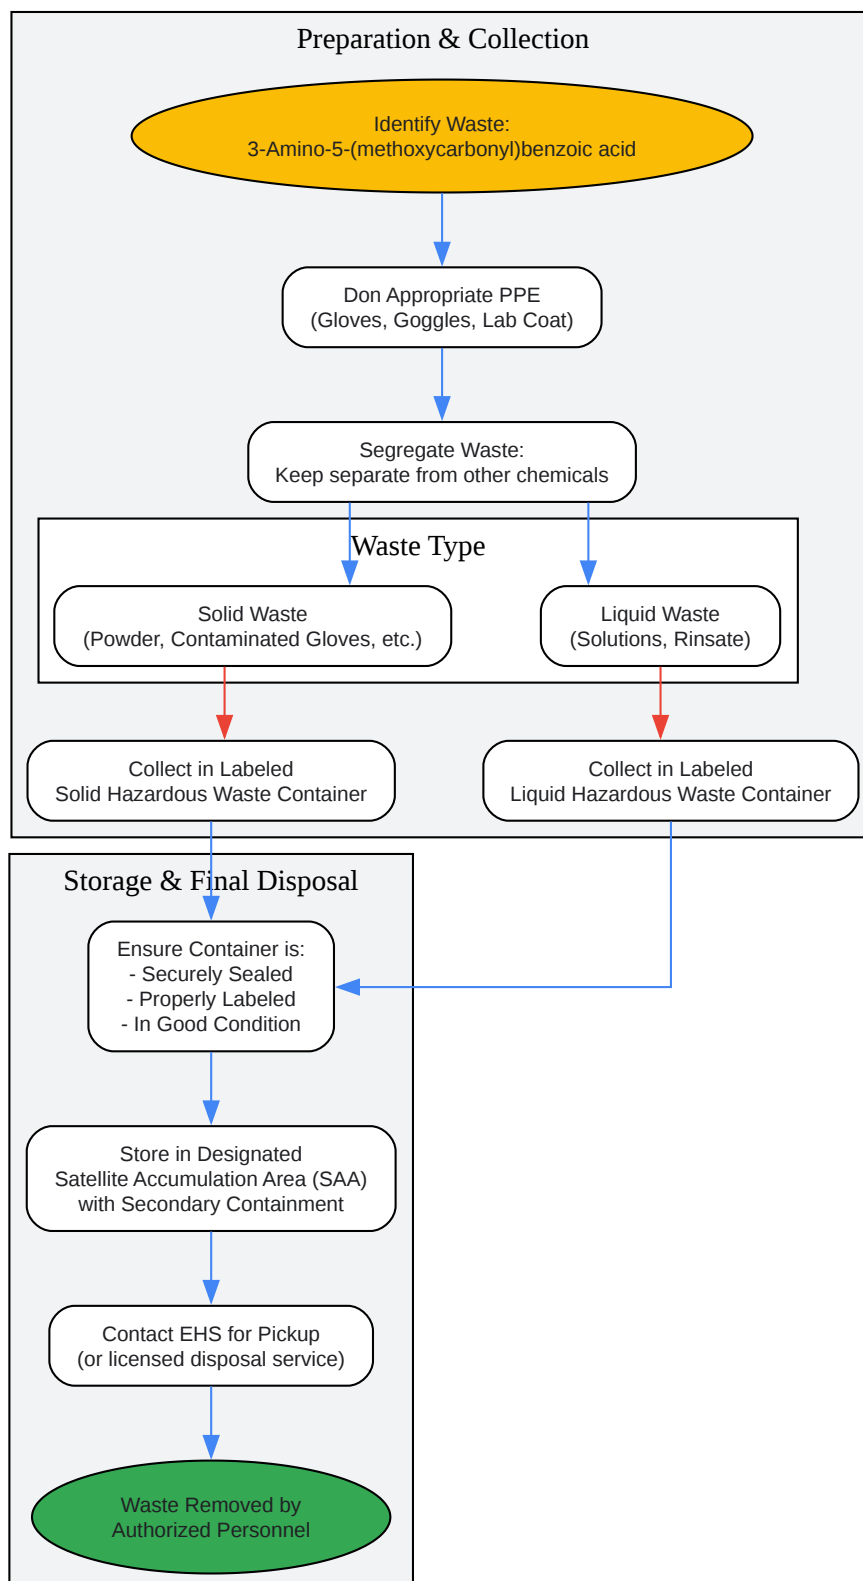 Preparation & Collection
Identify Waste:
3-Amino-5-(methoxycarbonyl)benzoic acid
Don Appropriate PPE
(Gloves, Goggles, Lab Coat)
Segregate Waste:
Keep separate from other chemicals
Waste Type
Solid Waste
(Powder, Contaminated Gloves, etc.)
Liquid Waste
(Solutions, Rinsate)
Collect in Labeled
Solid Hazardous Waste Container
Collect in Labeled
Liquid Hazardous Waste Container
Storage & Final Disposal
Ensure Container is:
- Securely Sealed
- Properly Labeled
- In Good Condition
Store in Designated
Satellite Accumulation Area (SAA)
with Secondary Containment
Contact EHS for Pickup
(or licensed disposal service)
Waste Removed by
Authorized Personnel